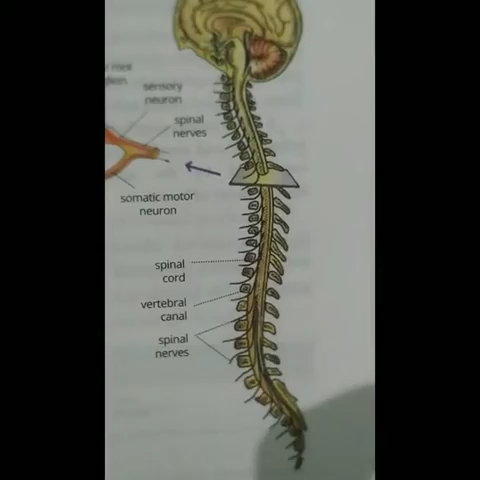 sensory
neuron
spinal
nerves
somatic motor
neuron
spinal
cord
vertebral
canal
spinal
nerves